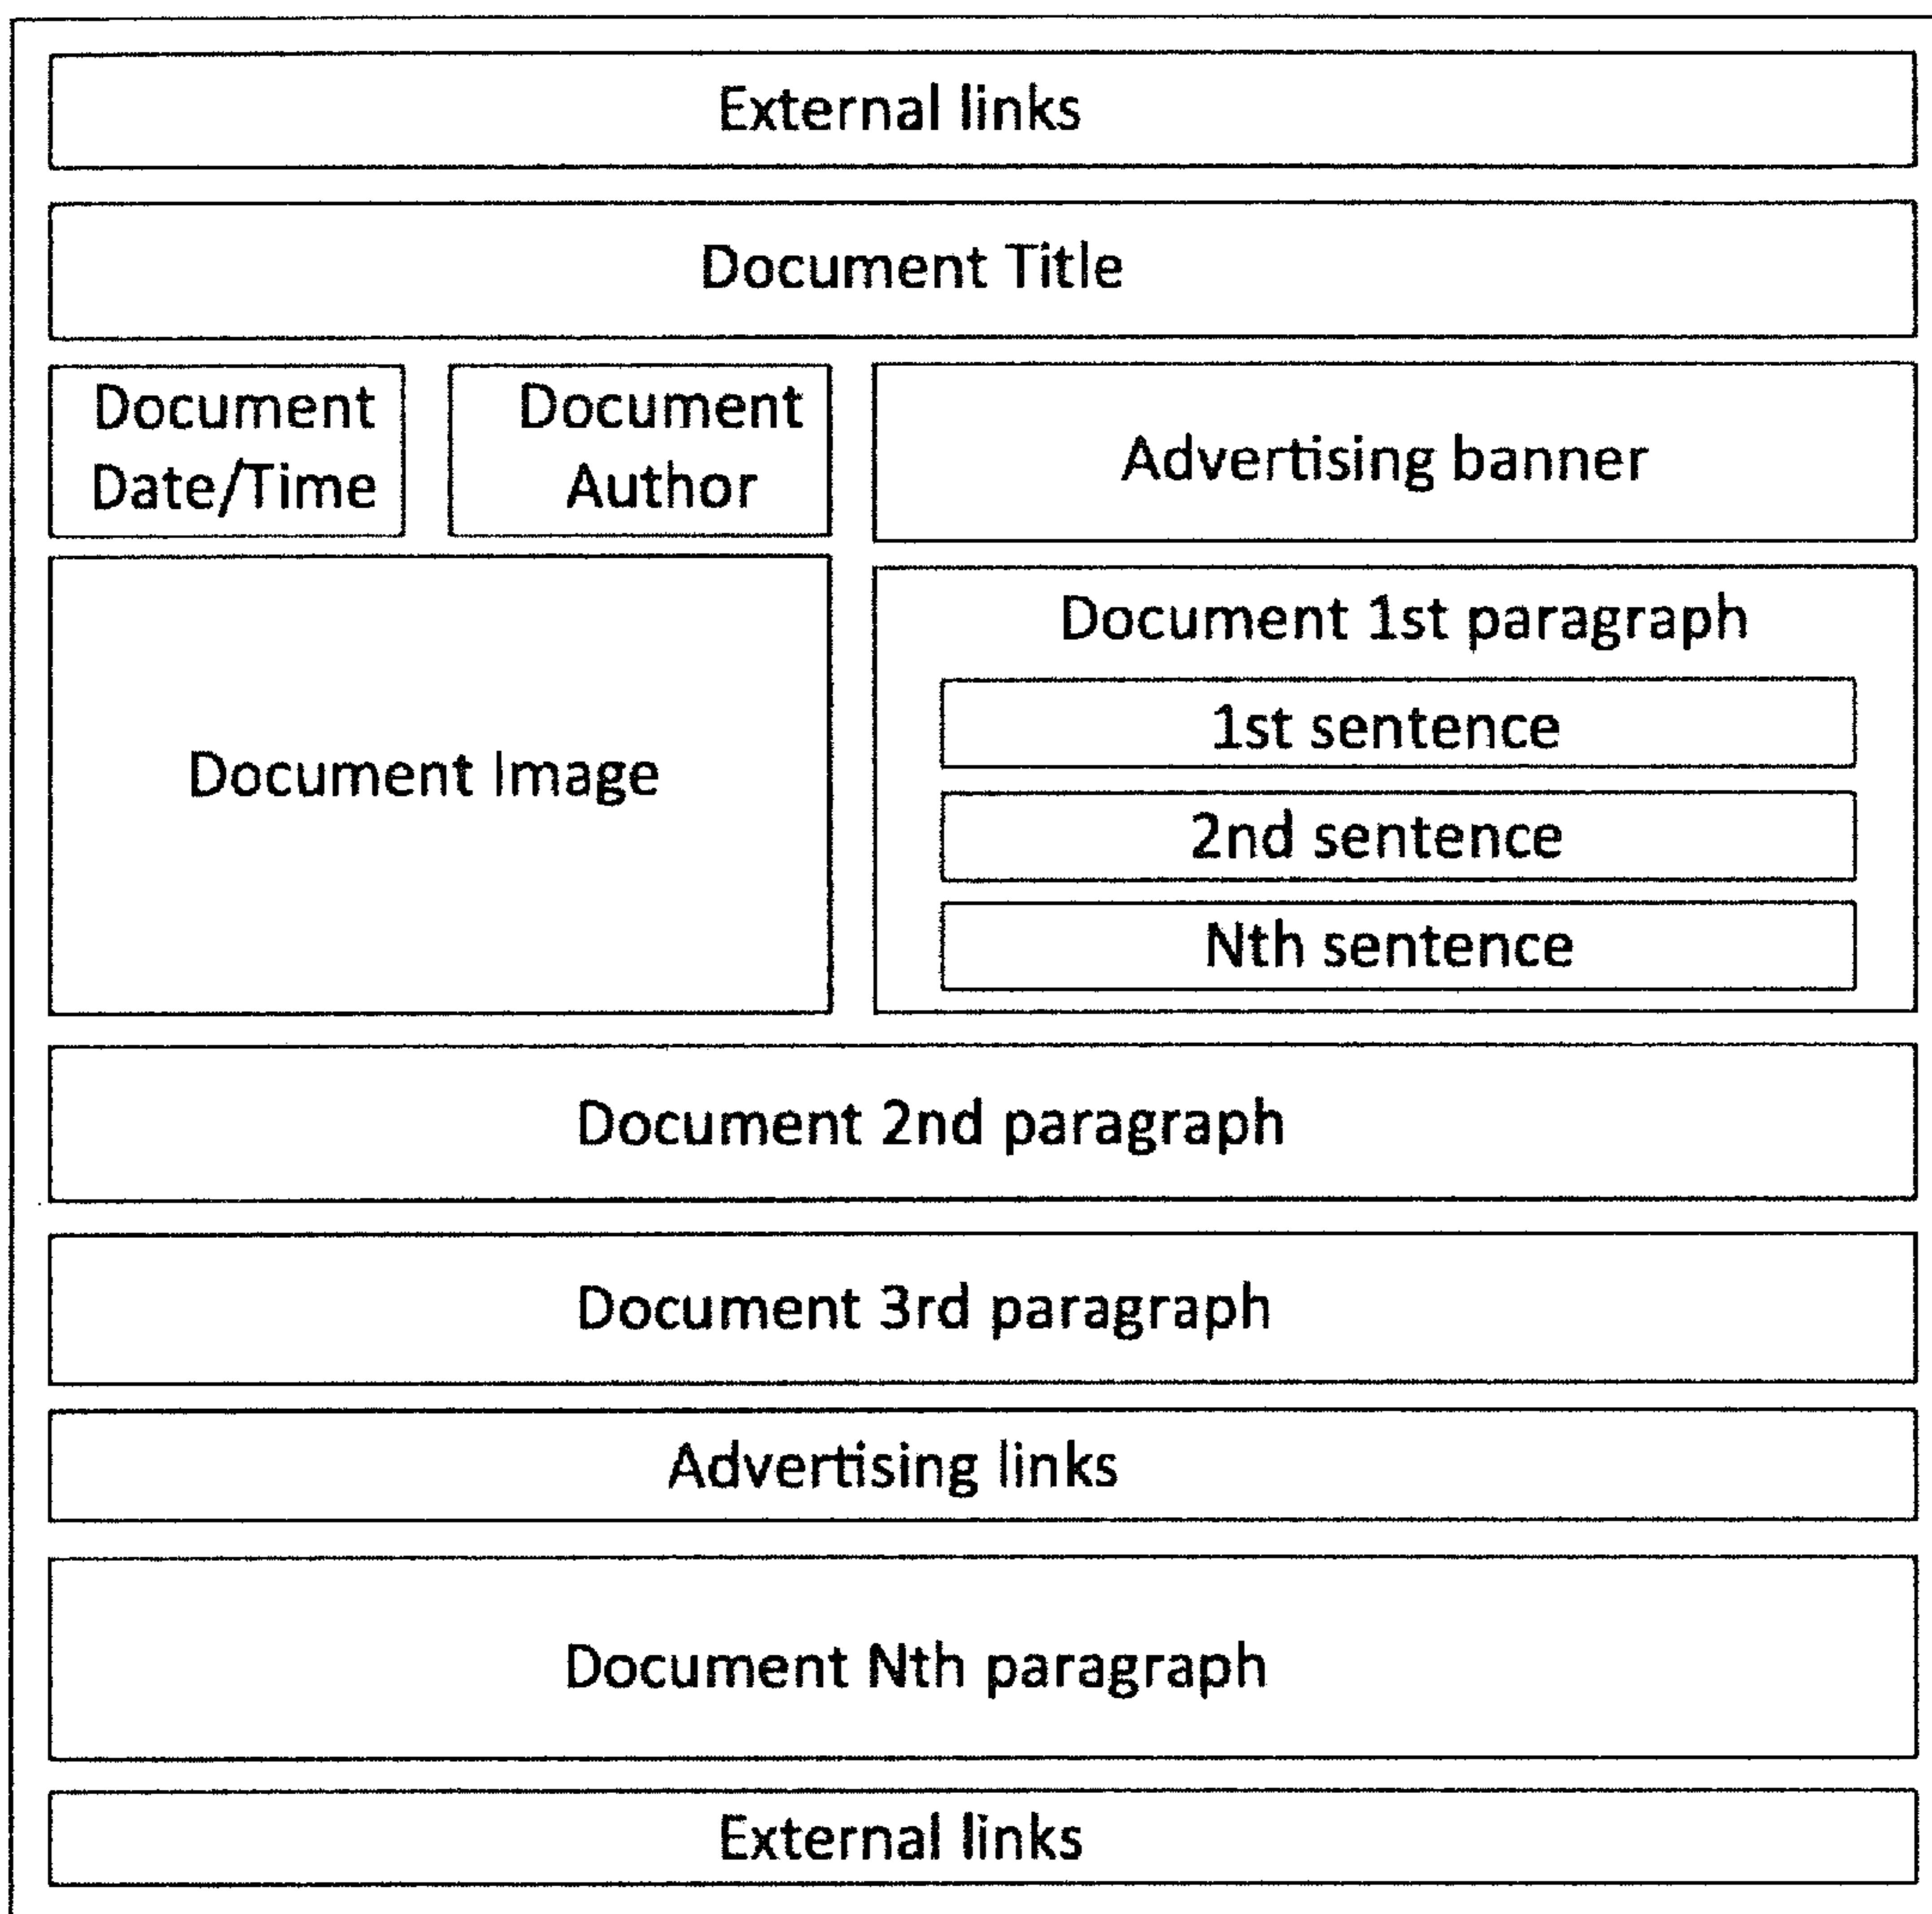 External links
Document Title
Document
Date/Time
Document
Author
Advertising banner
Document Image
Document 1st paragraph
1st sentence
2nd sentence
Nth sentence
Document 2nd paragraph
Document 3rd paragraph
Advertising links
Document Nth paragraph
External links